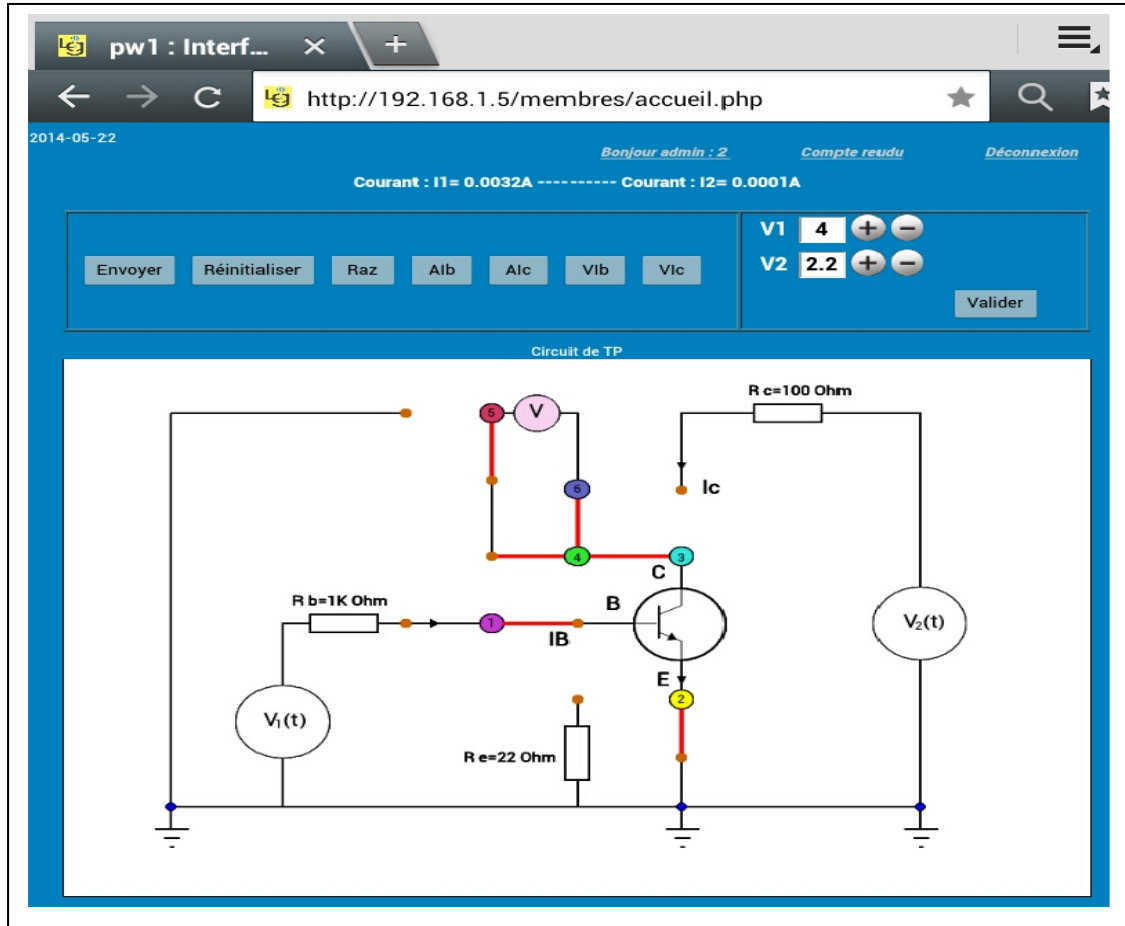 pw1 : Interf...
http://192.168.1.5/membres/accueil.php
2014-05-22
Bonjour admin : 2 Compte reudu Déconnexion
Courant : I1= 0.0032A ---------- Courant : I2= 0.0001A
V1 4 + −
Envoyer Réinitialiser Raz AIb AIc VIb VIc
V2 2.2 + −
Valider
Circuit de TP
R c=100 Ohm
5 V
6 Ic
4 3
C
R b=1K Ohm
B
1
IB
V2(t)
E
2
V1(t)
R e=22 Ohm